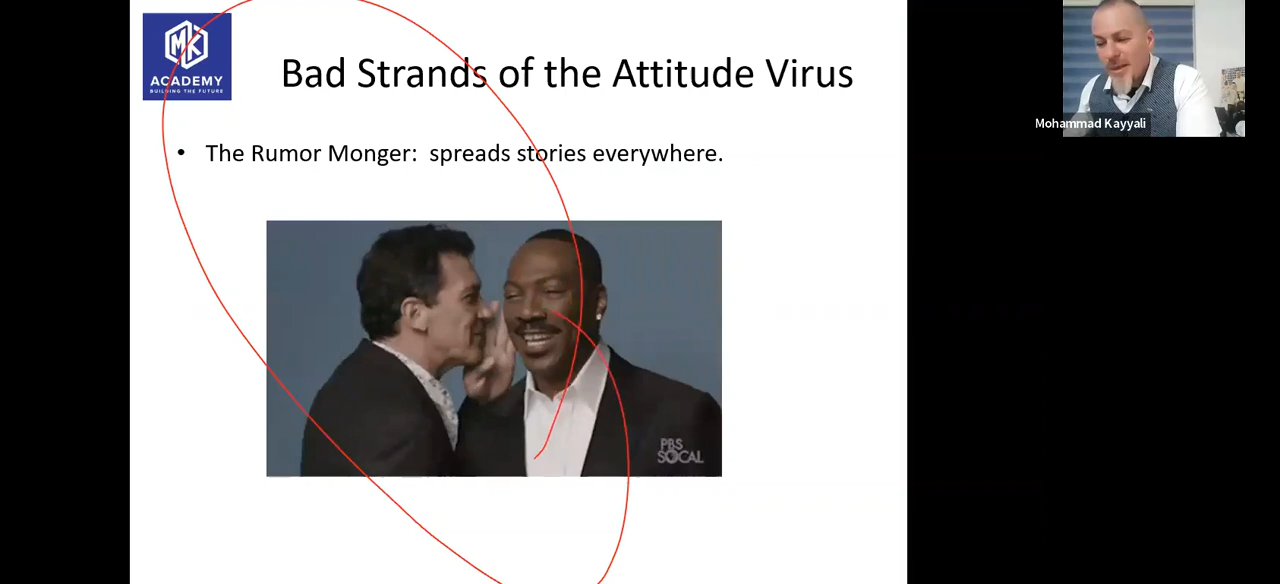 MK
ACADEMY
BUILDING THE FUTURE
Bad Strands of the Attitude Virus
• The Rumor Monger: spreads stories everywhere.
PBS
SOCAL
Mohammad Kayyali